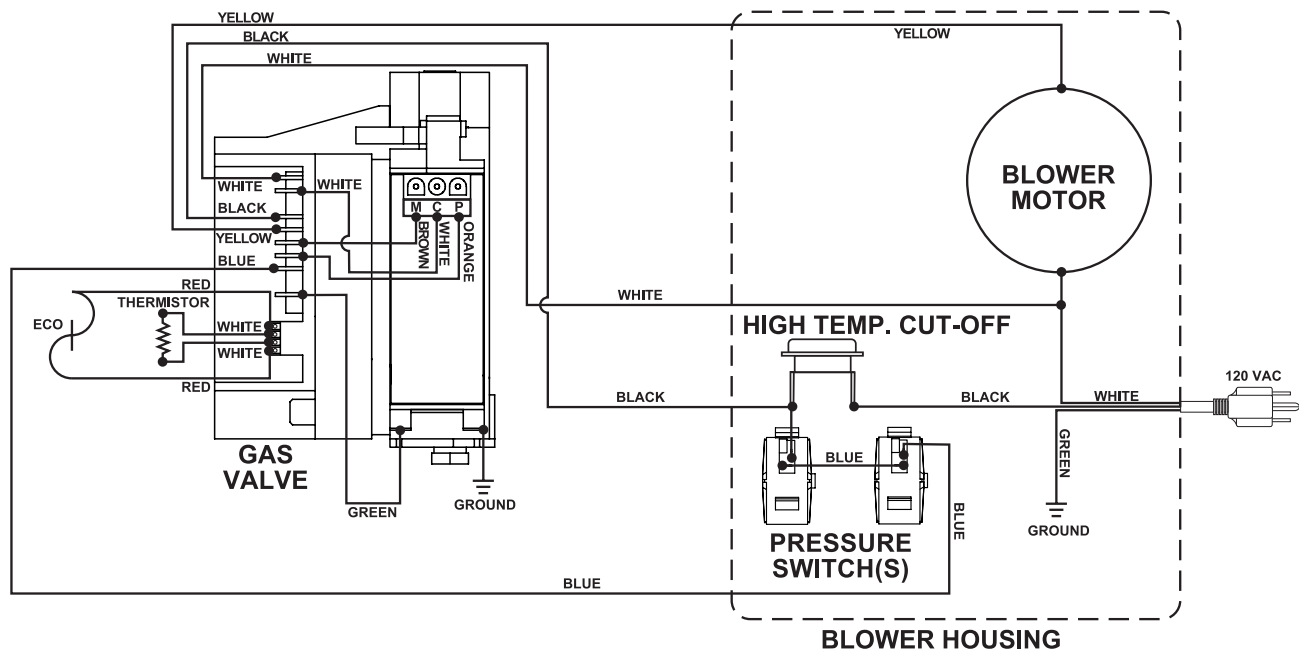 YELLOW
BLACK
WHITE
YELLOW
BLOWER
MOTOR
WHITE
WHITE
BLACK
YELLOW
BLUE
M C P
BROWN
WHITE
ORANGE
RED
THERMISTOR
ECO
WHITE
WHITE
RED
WHITE
HIGH TEMP. CUT-OFF
120 VAC
BLACK
BLACK
WHITE
GREEN
GAS
VALVE
GREEN
GROUND
BLUE
BLUE
GROUND
PRESSURE
SWITCH(S)
BLUE
BLOWER HOUSING